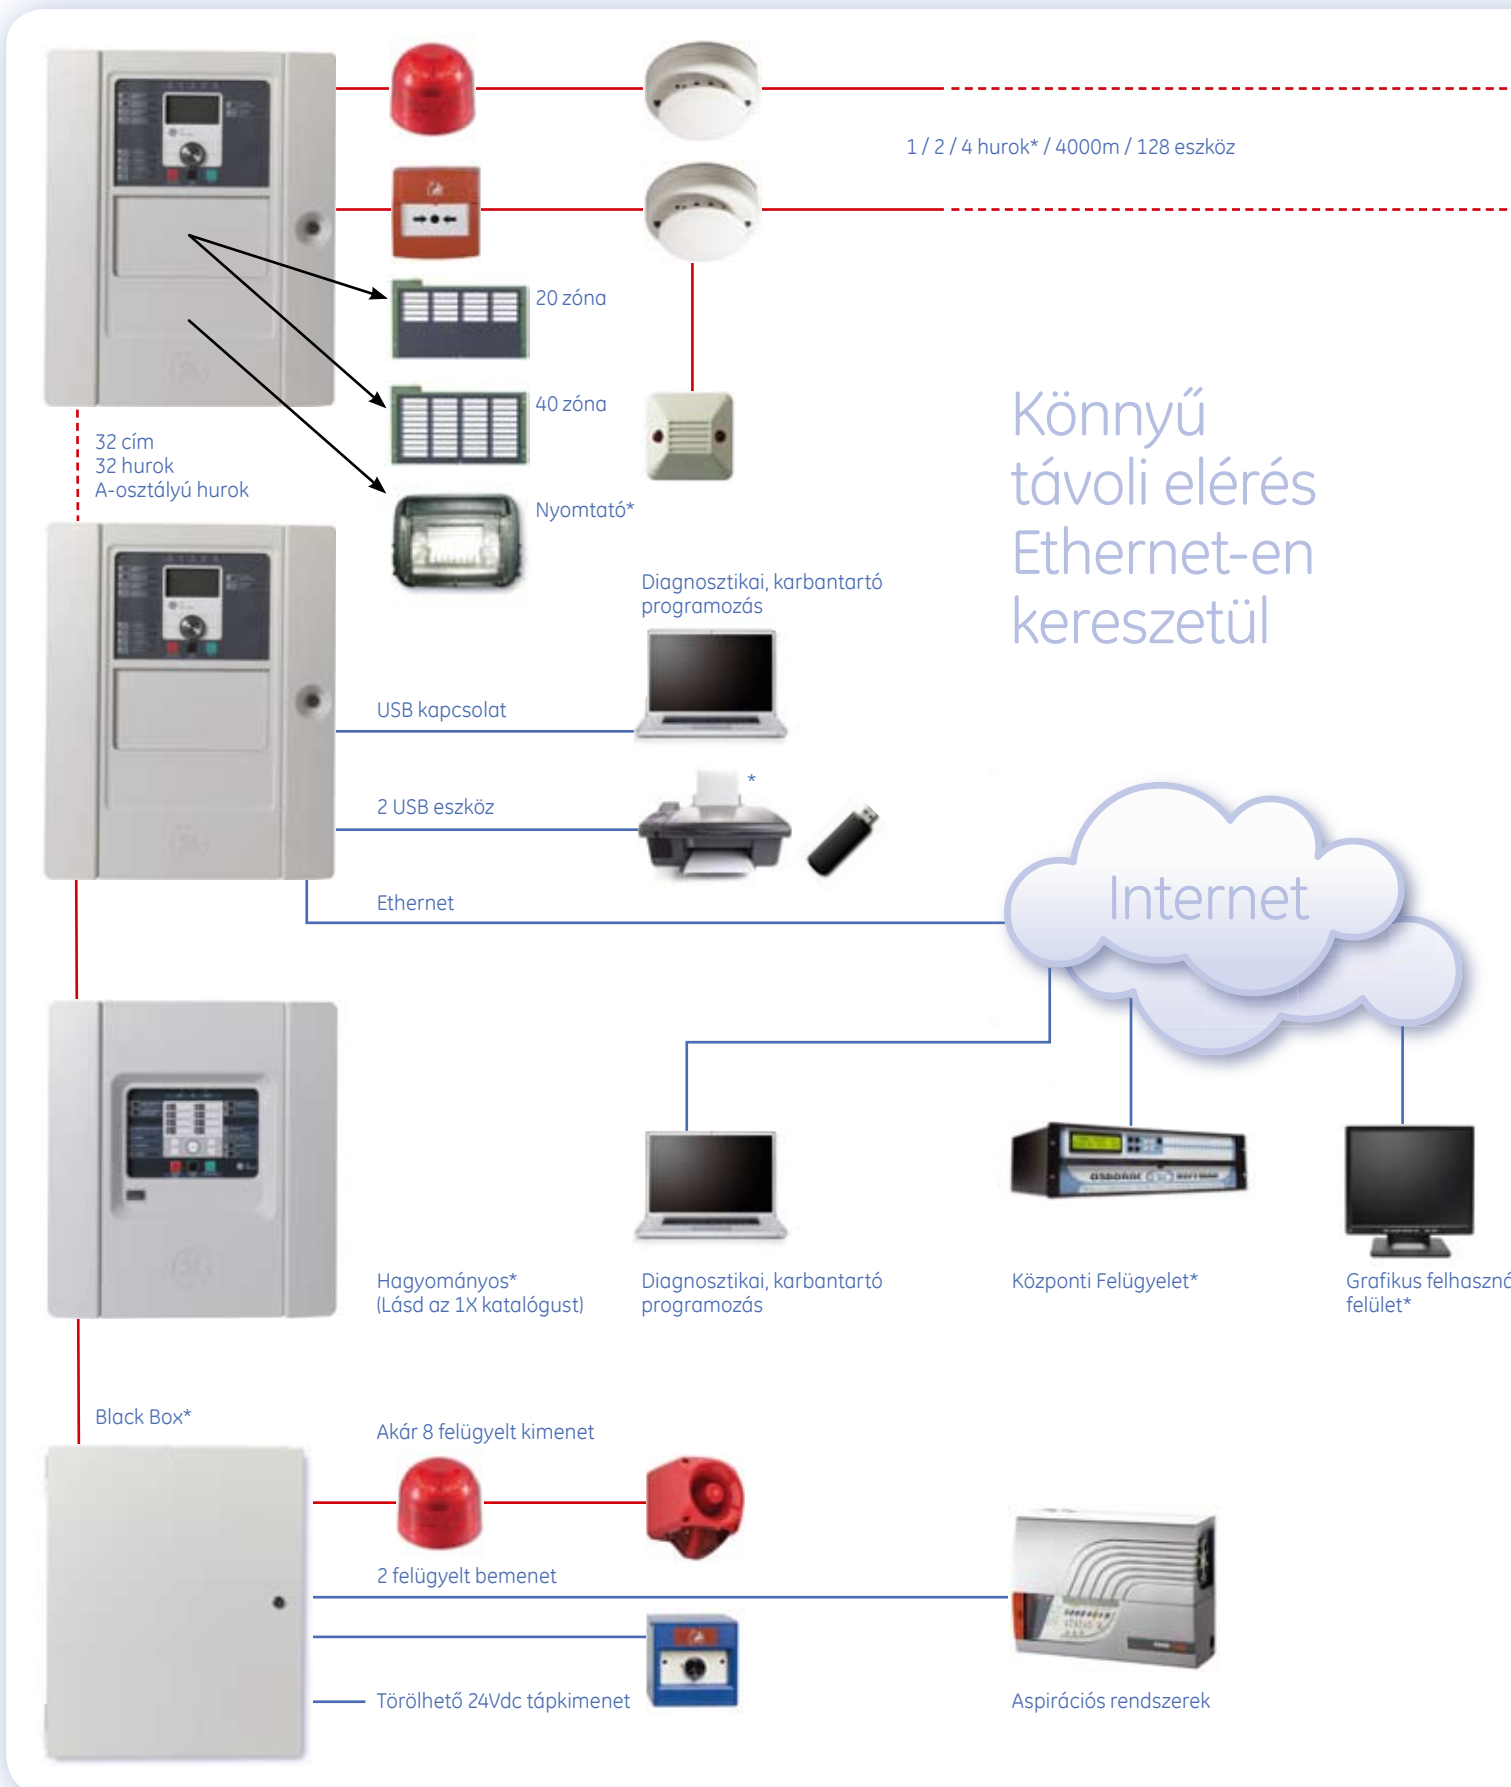 1 / 2 / 4 hurok* / 4000m / 128 eszköz
20 zóna
40 zóna
32 cím
32 hurok
A-osztályú hurok
Nyomtató*
Könnyű
távoli elérés
Ethernet-en
kereszetül
Diagnosztikai, karbantartó
programozás
USB kapcsolat
*
2 USB eszköz
Ethernet
Internet
Hagyományos*
(Lásd az 1X katalógust)
Diagnosztikai, karbantartó
programozás
Központi Felügyelet*
Grafikus felhaszná
felület*
Black Box*
Akár 8 felügyelt kimenet
2 felügyelt bemenet
Törölhető 24Vdc tápkimenet
Aspirációs rendszerek